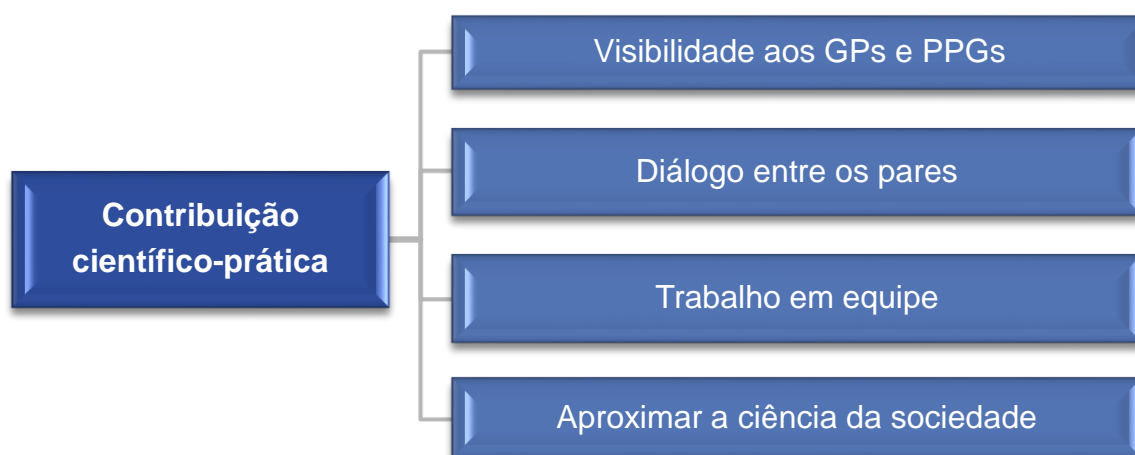 Contribuição
científico-prática
Visibilidade aos GPs e PPGs
Diálogo entre os pares
Trabalho em equipe
Aproximar a ciência da sociedade